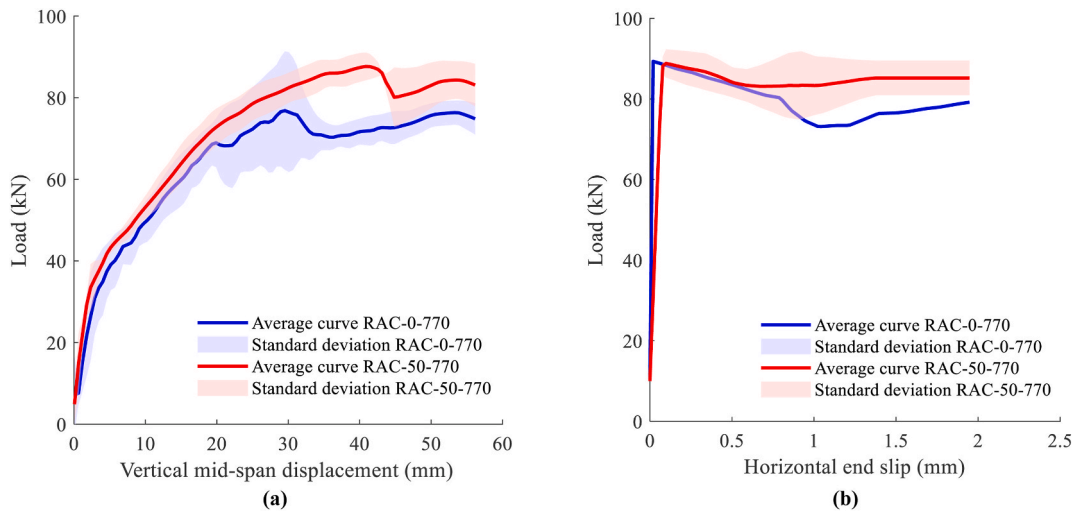 100
80
60
40
20
0
Load (kN)
0 10 20 30 40 50 60
Vertical mid-span displacement (mm)
Average curve RAC-0-770
Standard deviation RAC-0-770
Average curve RAC-50-770
Standard deviation RAC-50-770
(a)
100
80
60
40
20
0
Load (kN)
0 0.5 1 1.5 2 2.5
Horizontal end slip (mm)
Average curve RAC-0-770
Standard deviation RAC-0-770
Average curve RAC-50-770
Standard deviation RAC-50-770
(b)